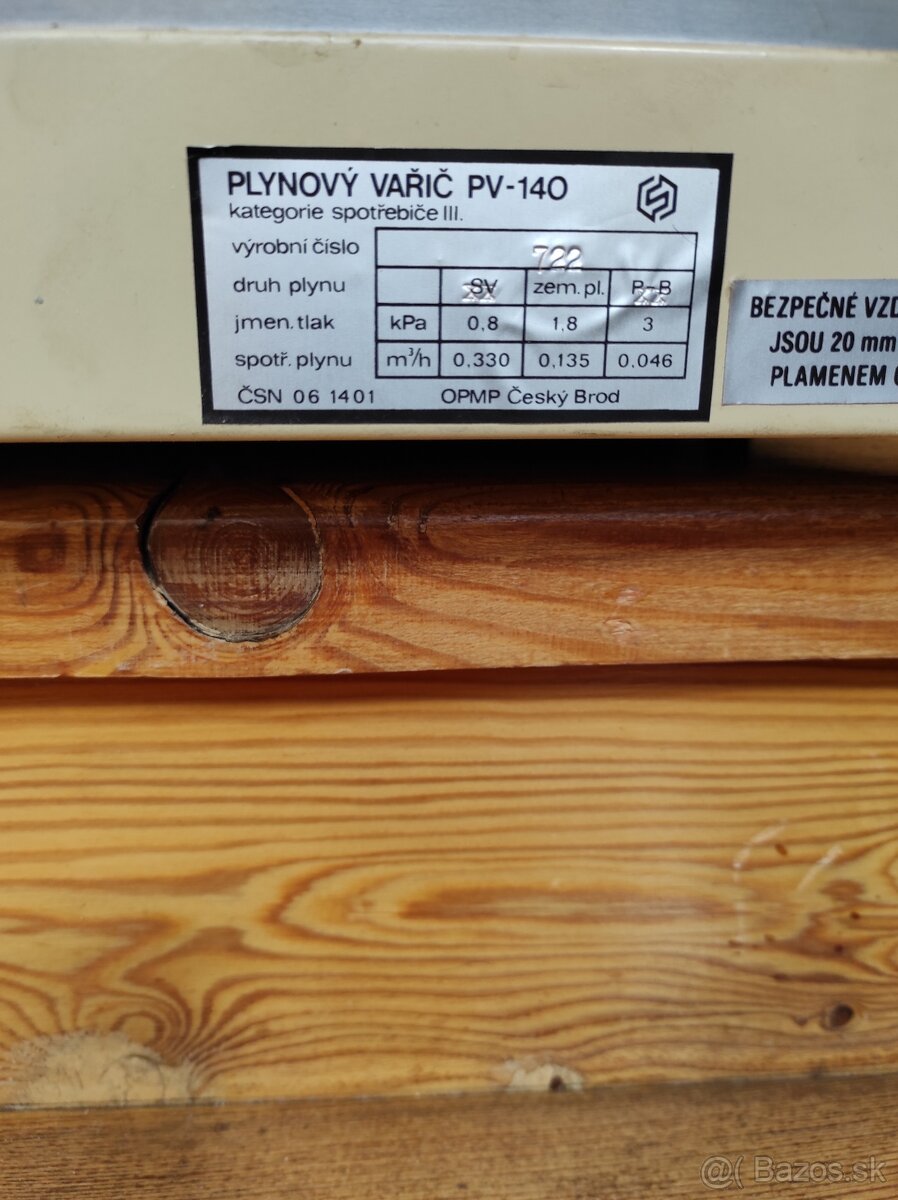 PLYNOVÝ VAŘIČ PV-140
kategorie spotřebiče III.
výrobní číslo 722
druh plynu SV zem. pl. P-B
jmen. tlak kPa 0,8 1,8 3
spotř. plynu m³/h 0,330 0,135 0,046
ČSN 06 1401 OPMP Český Brod
BEZPEČNÉ
JSOU 20 mm
PLAMENEM
@( Bazos.sk